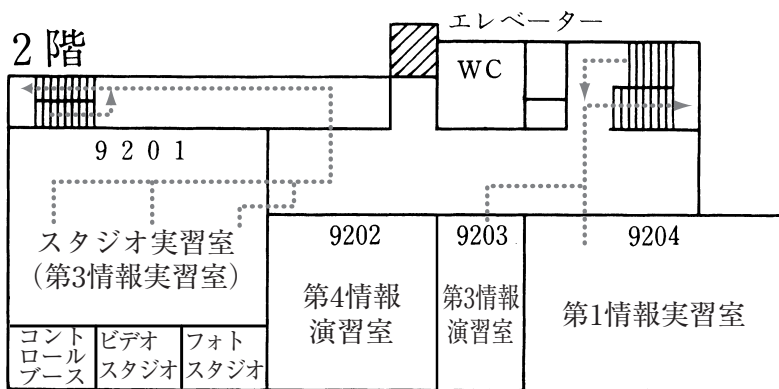 エレベーター
2階
WC
9201
スタジオ実習室
(第3情報実習室)
9202
第4情報
演習室
9203
第3情報
演習室
9204
第1情報実習室
コント
ロール
ブース
ビデオ
スタジオ
フォト
スタジオ